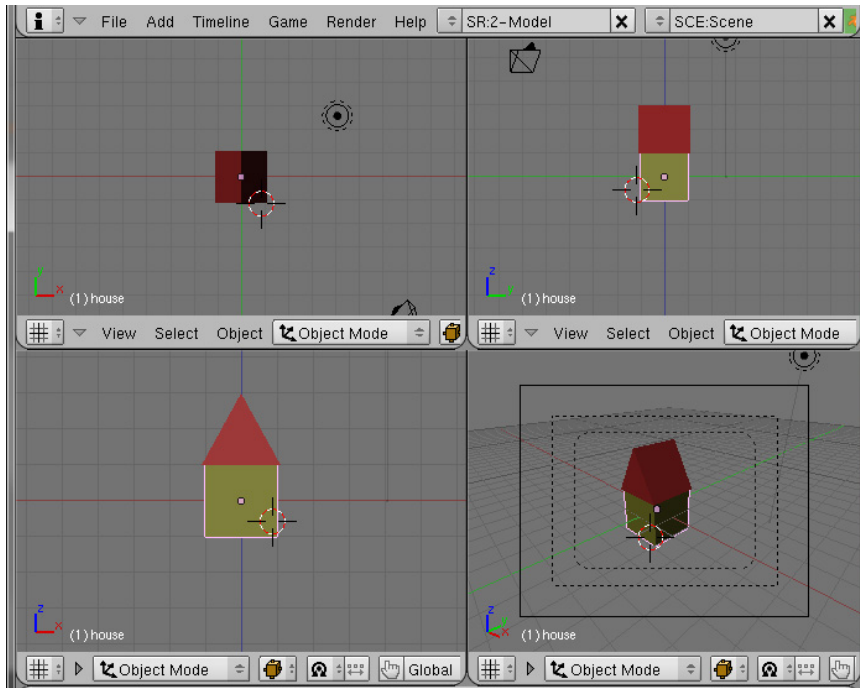 File Add Timeline Game Render Help SR:2-Model SCE:Scene
y
x
(1) house
z
y
(1) house
View Select Object Object Mode
View Select Object Object Mode
z
x
(1) house
z
y
x
(1) house
Object Mode Global
Object Mode